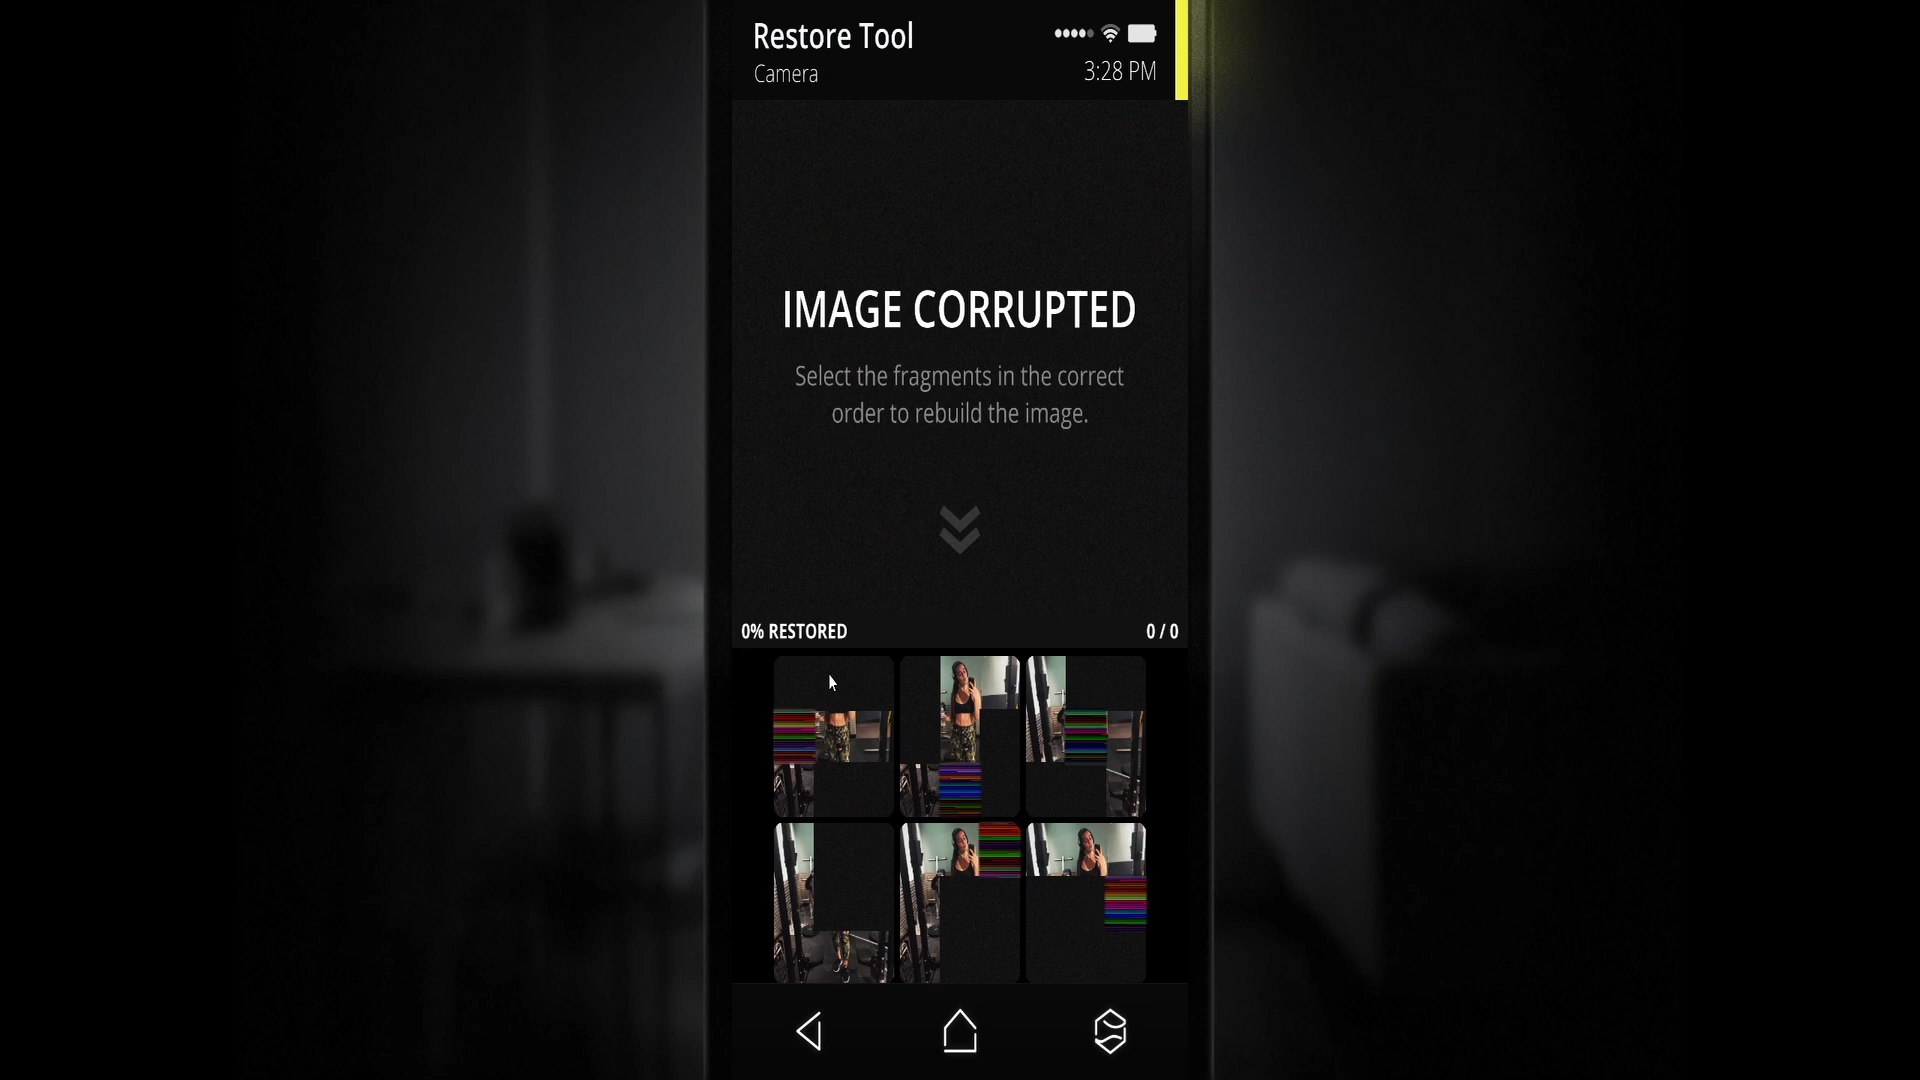 Restore Tool
Camera
3:28 PM
IMAGE CORRUPTED
Select the fragments in the correct
order to rebuild the image.
0% RESTORED
0 / 0